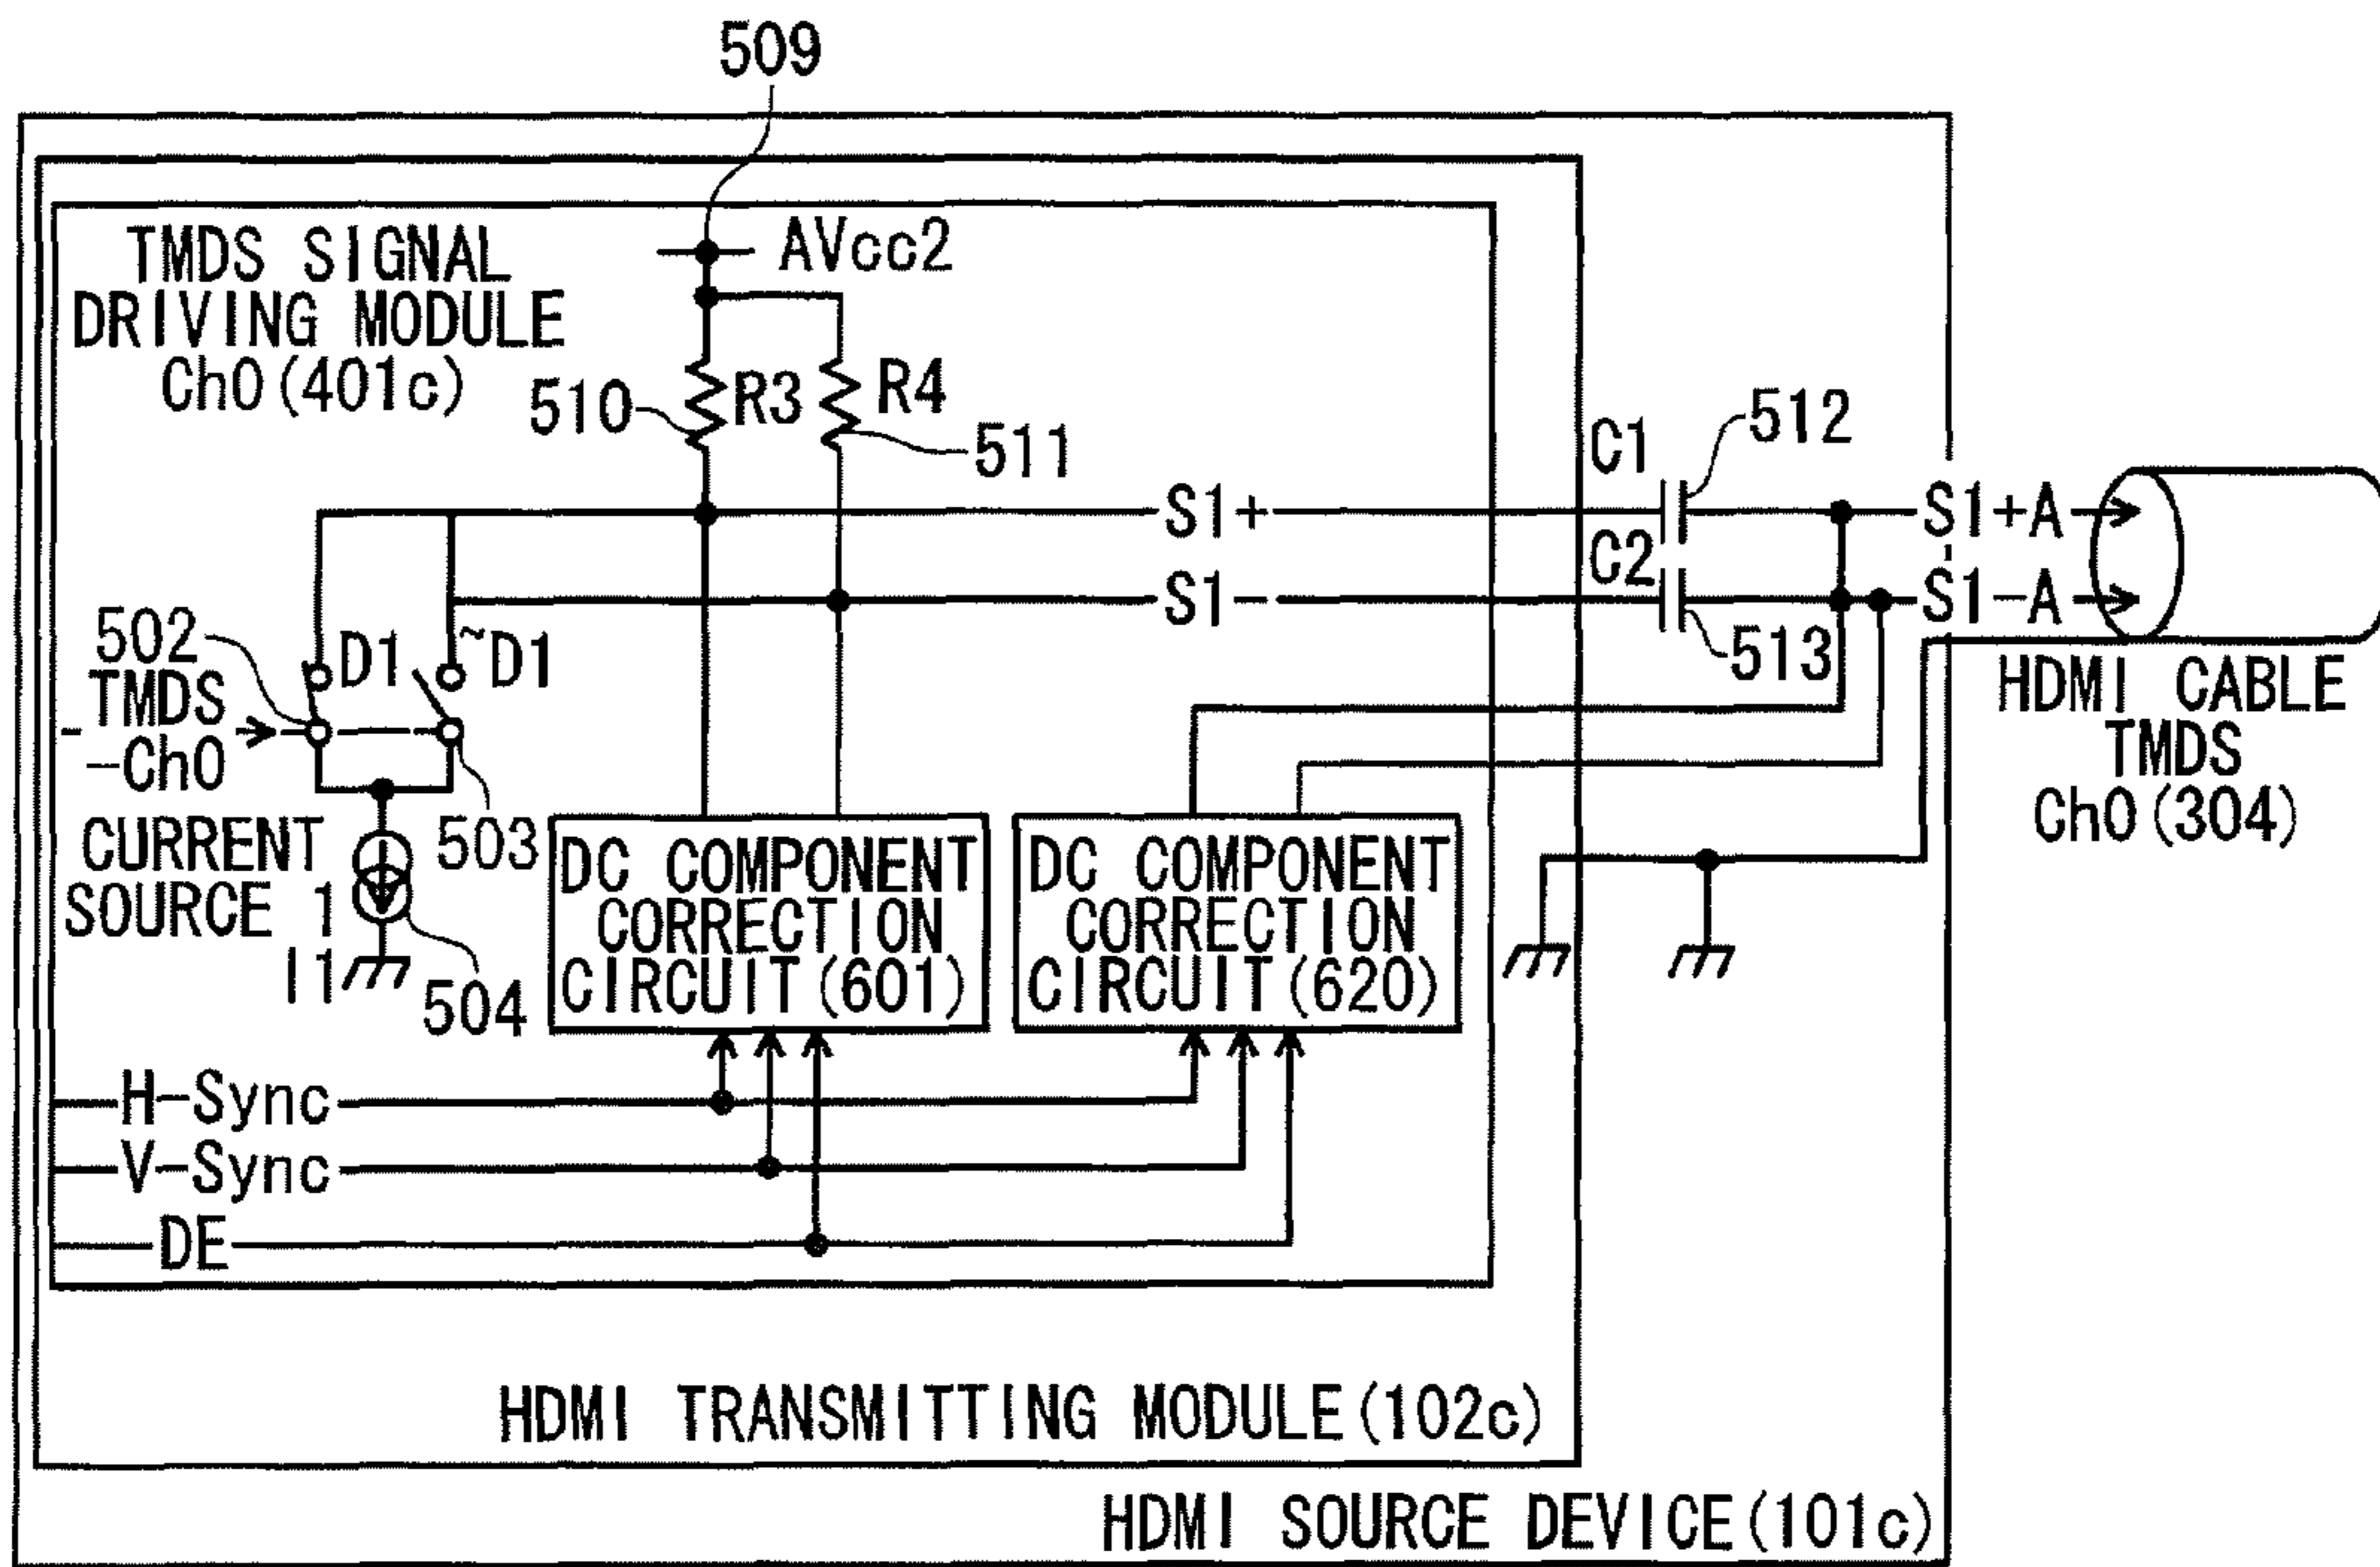 509
AVcc2
TMDS SIGNAL
DRIVING MODULE
Ch0(401c)
510
R3
R4
511
C1
512
S1+
S1+A
C2
S1-
S1-A
513
502
D1
~D1
TMDS
-Ch0
503
CURRENT
SOURCE 1
I1
504
DC COMPONENT
CORRECTION
CIRCUIT(601)
DC COMPONENT
CORRECTION
CIRCUIT(620)
HDMI CABLE
TMDS
Ch0(304)
H-Sync
V-Sync
DE
HDMI TRANSMITTING MODULE(102c)
HDMI SOURCE DEVICE(101c)